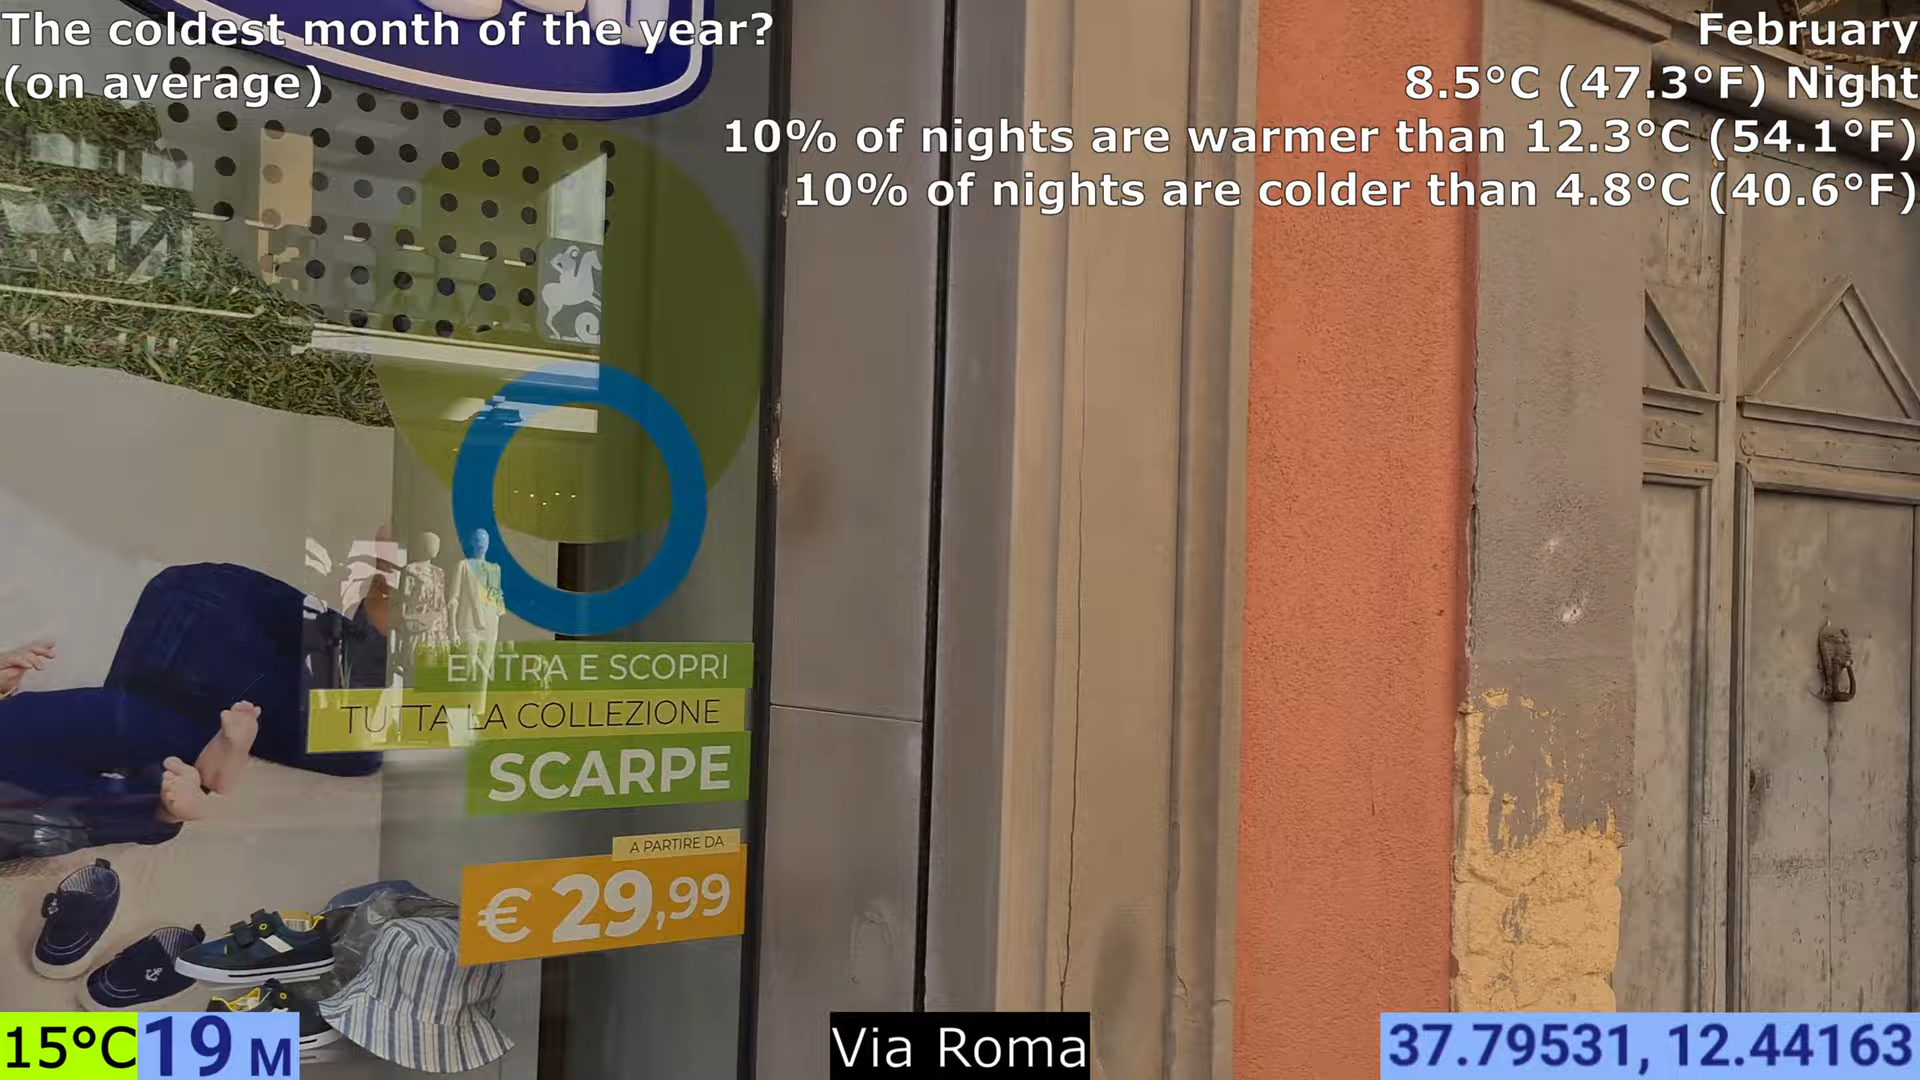 The coldest month of the year?
(on average)
February
8.5°C (47.3°F) Night
10% of nights are warmer than 12.3°C (54.1°F)
10% of nights are colder than 4.8°C (40.6°F)
ENTRA E SCOPRI
TUTTA LA COLLEZIONE
SCARPE
A PARTIRE DA
€ 29,99
15°C
19 M
Via Roma
37.79531, 12.44163